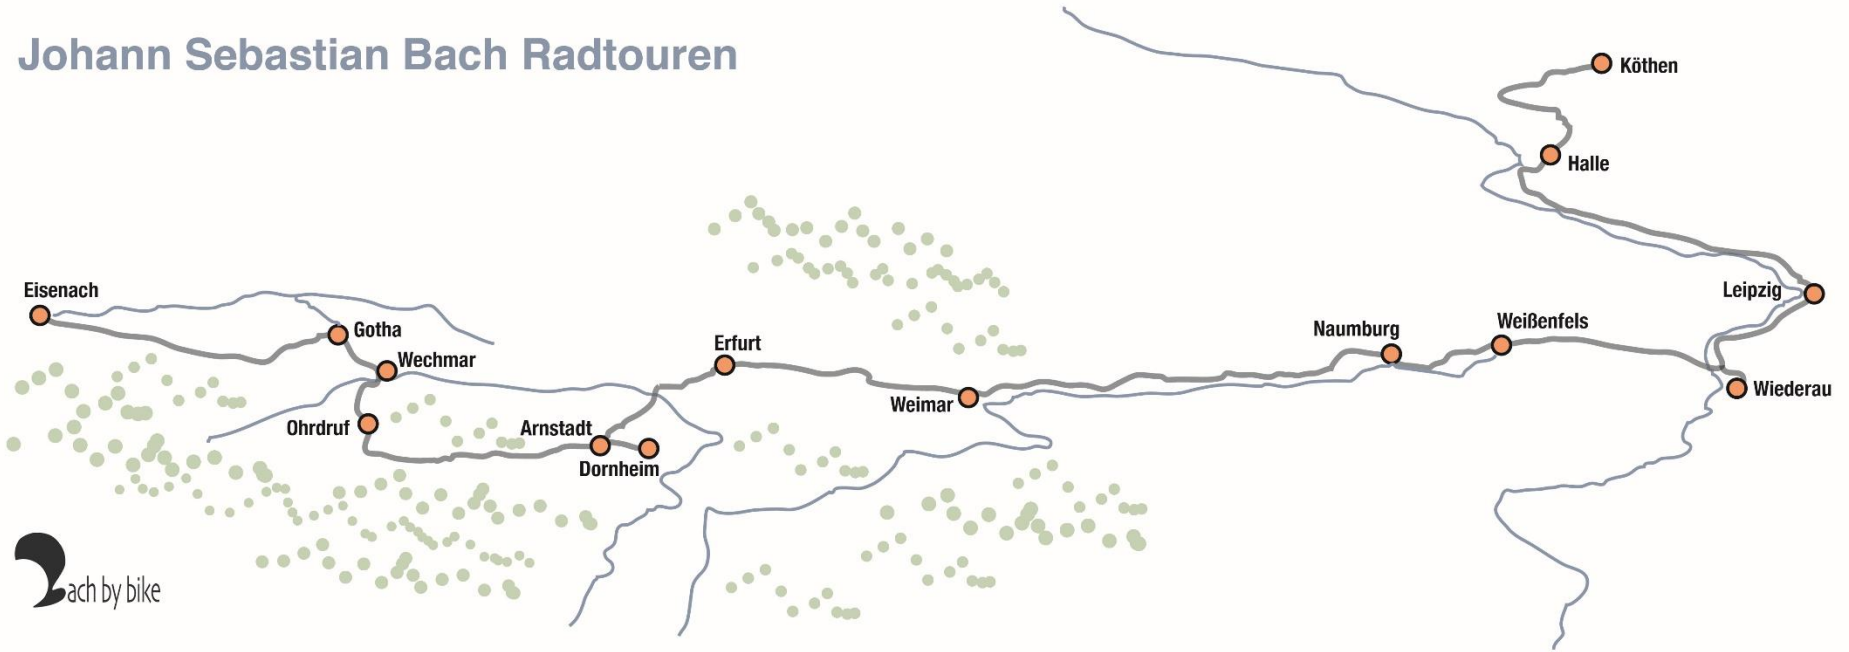 Johann Sebastian Bach Radtouren
Köthen
Halle
Eisenach
Leipzig
Gotha
Naumburg
Weißenfels
Erfurt
Wechmar
Wiederau
Weimar
Ohrdruf
Arnstadt
Dornheim
Bach by bike